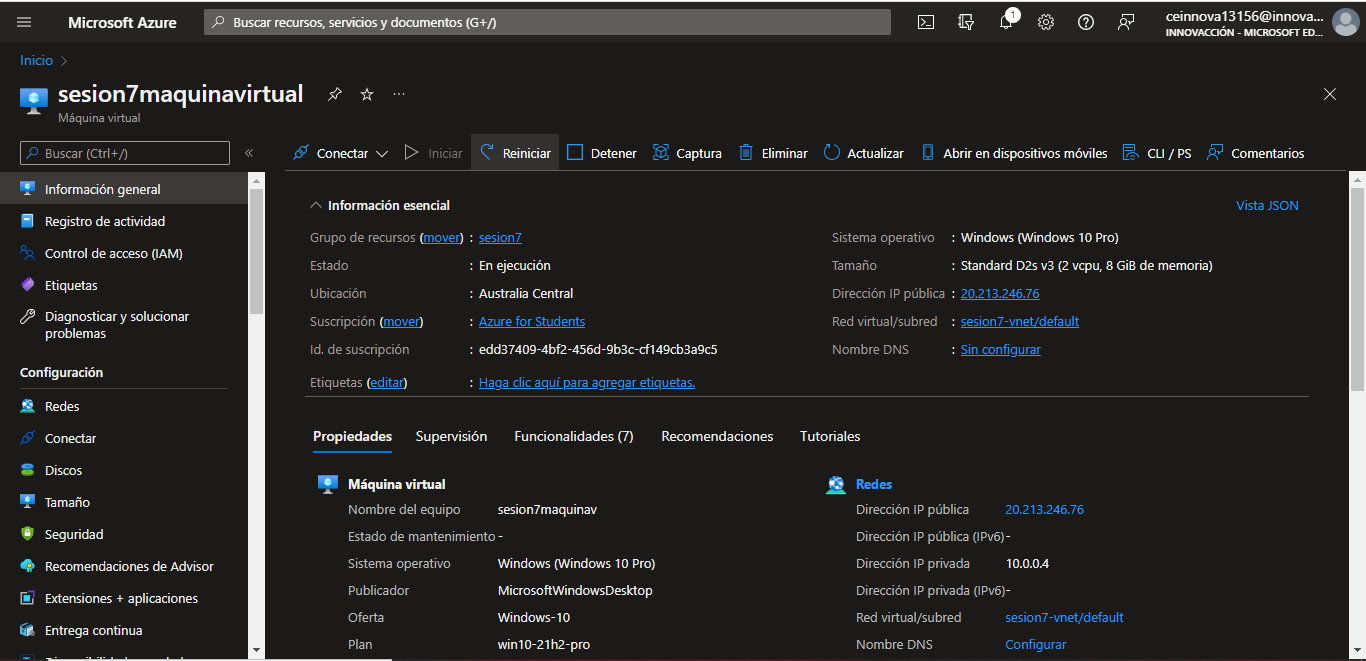 Microsoft Azure
Buscar recursos, servicios y documentos (G+/)
1
ceinnova13156@innova...
INNOVACCIÓN - MICROSOFT ED...
Inicio
sesion7maquinavirtual
Máquina virtual
Buscar (Ctrl+/)
Conectar Iniciar Reiniciar Detener Captura Eliminar Actualizar Abrir en dispositivos móviles CLI / PS Comentarios
Información general
Registro de actividad
Control de acceso (IAM)
Etiquetas
Diagnosticar y solucionar
problemas
Configuración
Redes
Conectar
Discos
Tamaño
Seguridad
Recomendaciones de Advisor
Extensiones + aplicaciones
Entrega continua
Información esencial
Vista JSON
Grupo de recursos (mover) : sesion7
Estado : En ejecución
Ubicación : Australia Central
Suscripción (mover) : Azure for Students
Id. de suscripción : edd37409-4bf2-456d-9b3c-cf149cb3a9c5
Etiquetas (editar) : Haga clic aquí para agregar etiquetas.
Sistema operativo : Windows (Windows 10 Pro)
Tamaño : Standard D2s v3 (2 vcpu, 8 GiB de memoria)
Dirección IP pública : 20.213.246.76
Red virtual/subred : sesion7-vnet/default
Nombre DNS : Sin configurar
Propiedades Supervisión Funcionalidades (7) Recomendaciones Tutoriales
Máquina virtual
Nombre del equipo sesion7maquinav
Estado de mantenimiento -
Sistema operativo Windows (Windows 10 Pro)
Publicador MicrosoftWindowsDesktop
Oferta Windows-10
Plan win10-21h2-pro
Redes
Dirección IP pública 20.213.246.76
Dirección IP pública (IPv6) -
Dirección IP privada 10.0.0.4
Dirección IP privada (IPv6) -
Red virtual/subred sesion7-vnet/default
Nombre DNS Configurar